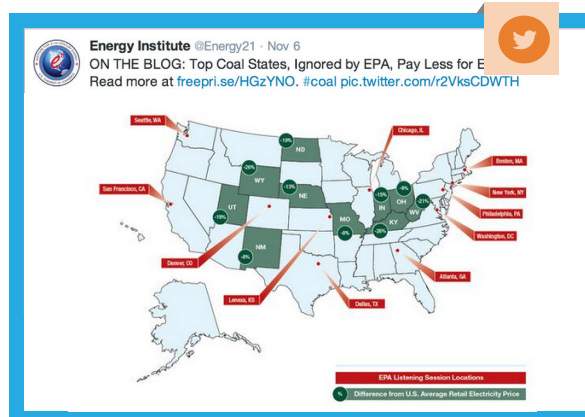 Energy Institute @Energy21 · Nov 6
ON THE BLOG: Top Coal States, Ignored by EPA, Pay Less for E
Read more at freepri.se/HGzYNO. #coal pic.twitter.com/r2VksCDWTH
Seattle, WA
-19%
ND
Chicago, IL
Boston, MA
-26%
WY
San Francisco, CA
-15%
NE
-15%
IN
-9%
OH
New York, NY
UT
-19%
MO
KY
WV
-21%
Philadelphia, PA
Washington, DC
NM
Denver, CO
Atlanta, GA
Lenexa, KS
Dallas, TX
EPA Listening Session Locations
% Difference from U.S. Average Retail Electricity Price